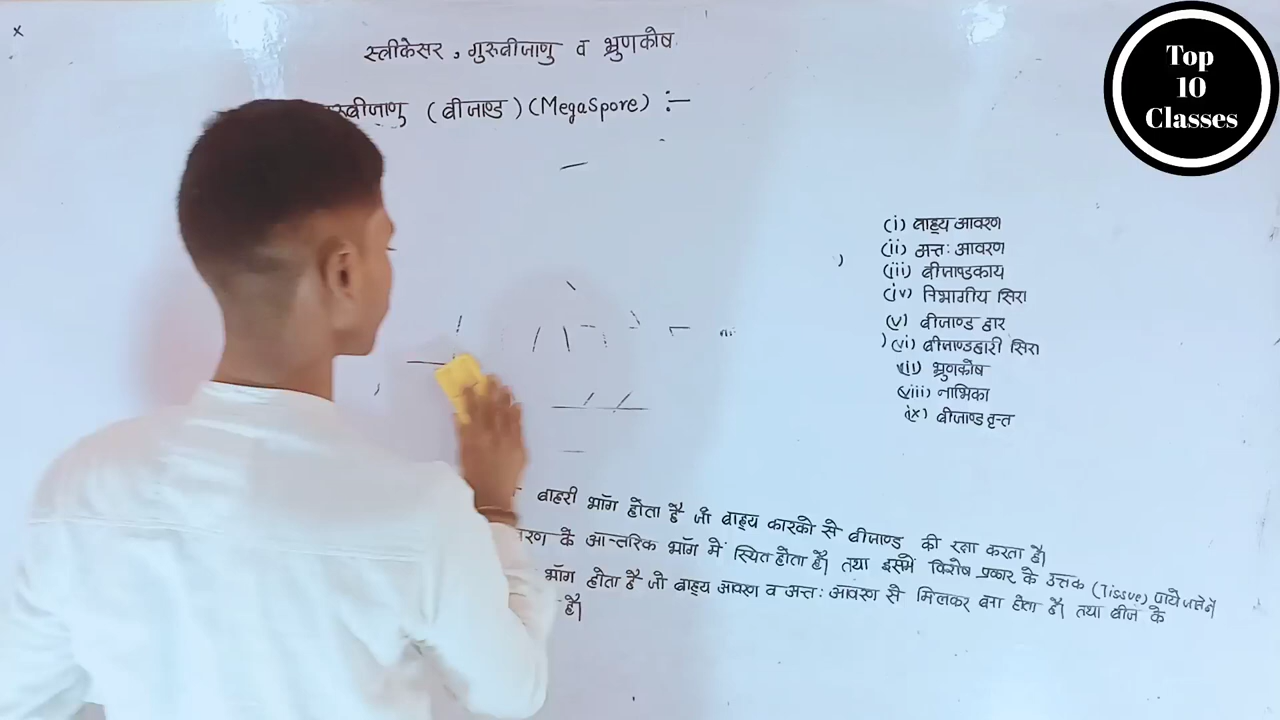 स्त्रीकेसर, गुरुबीजाणु व भ्रुणकोष
रुबीजाणु (बीजाण्ड) (MegaSpore) :-
Top
10
Classes
(i) बाह्य आवरण
(ii) अन्तः आवरण
(iii) बीजाण्डकाय
(iv) निभागीय सिरा
(v) बीजाण्ड द्वार
(vi) बीजाण्डद्वारी सिरा
(vii) भ्रुणकोष
(viii) नाभिका
(ix) बीजाण्ड वृन्त
बाहरी भॉग होता है जो बाह्य कारको से बीजाण्ड की रक्षा करता है।
रण के आन्तरिक भॉग में स्थित होता है। तथा इसमें विशेष प्रकार के उत्तक (Tissue) पाये जाते हैं
भॉग होता है जो बाह्य आवरण व अन्तः आवरण से मिलकर बना होता है। तथा बीज के
है।